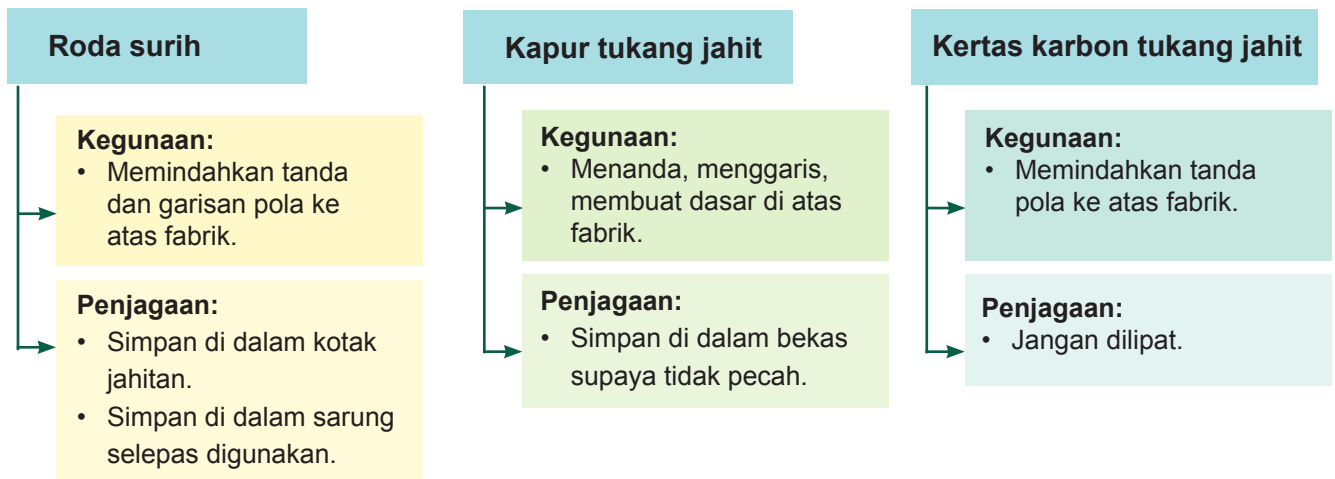 Roda surih
Kegunaan:
• Memindahkan tanda
dan garisan pola ke
atas fabrik.
Penjagaan:
• Simpan di dalam kotak
jahitan.
• Simpan di dalam sarung
selepas digunakan.
Kapur tukang jahit
Kegunaan:
• Menanda, menggaris,
membuat dasar di atas
fabrik.
Penjagaan:
• Simpan di dalam bekas
supaya tidak pecah.
Kertas karbon tukang jahit
Kegunaan:
• Memindahkan tanda
pola ke atas fabrik.
Penjagaan:
• Jangan dilipat.